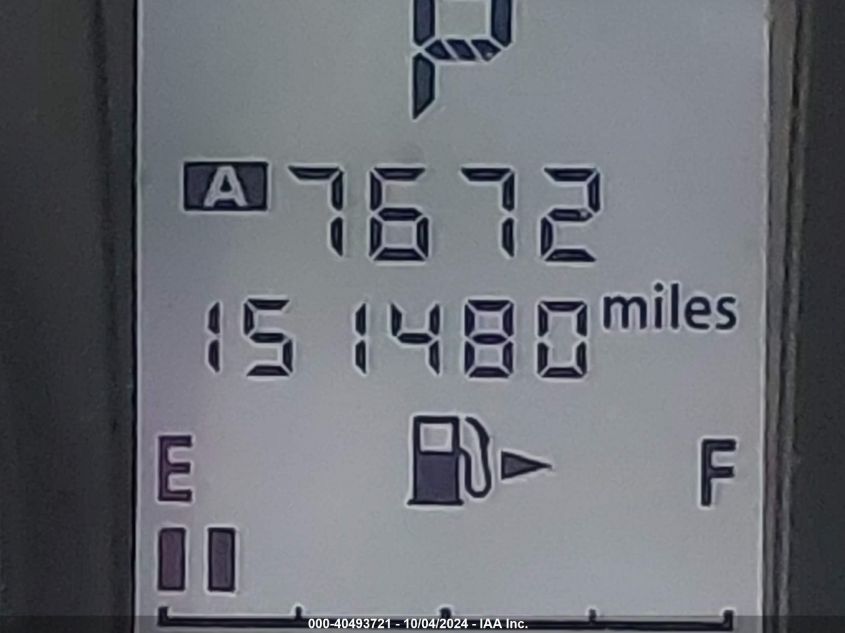 P
A 7672
151480 miles
E F
000-40493721 - 10/04/2024 - IAA Inc.